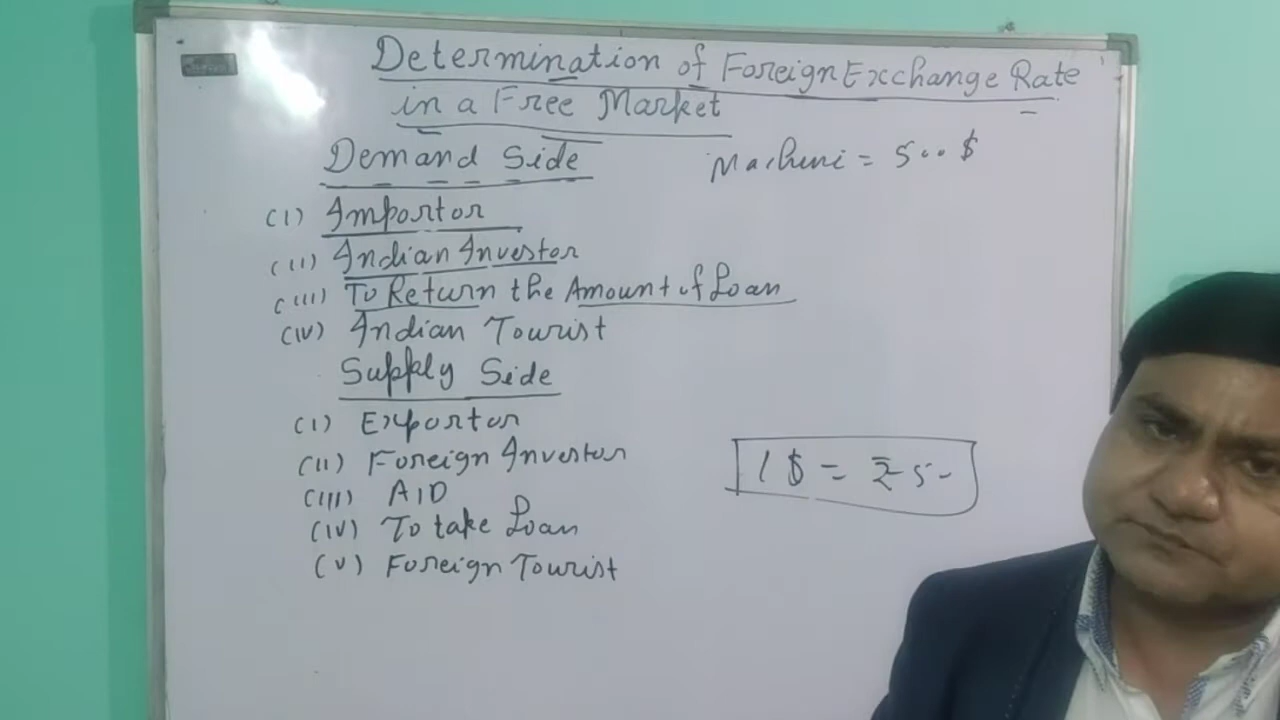 Determination of Foreign Exchange Rate
in a Free Market
Demand Side
Machine = 500 $
(I) Importor
(II) Indian Investor
(III) To Return the Amount of Loan
(IV) Indian Tourist
Supply Side
(I) Exportor
(II) Foreign Investor
(III) AID
(IV) To take Loan
(V) Foreign Tourist
1 $ = ₹ 50